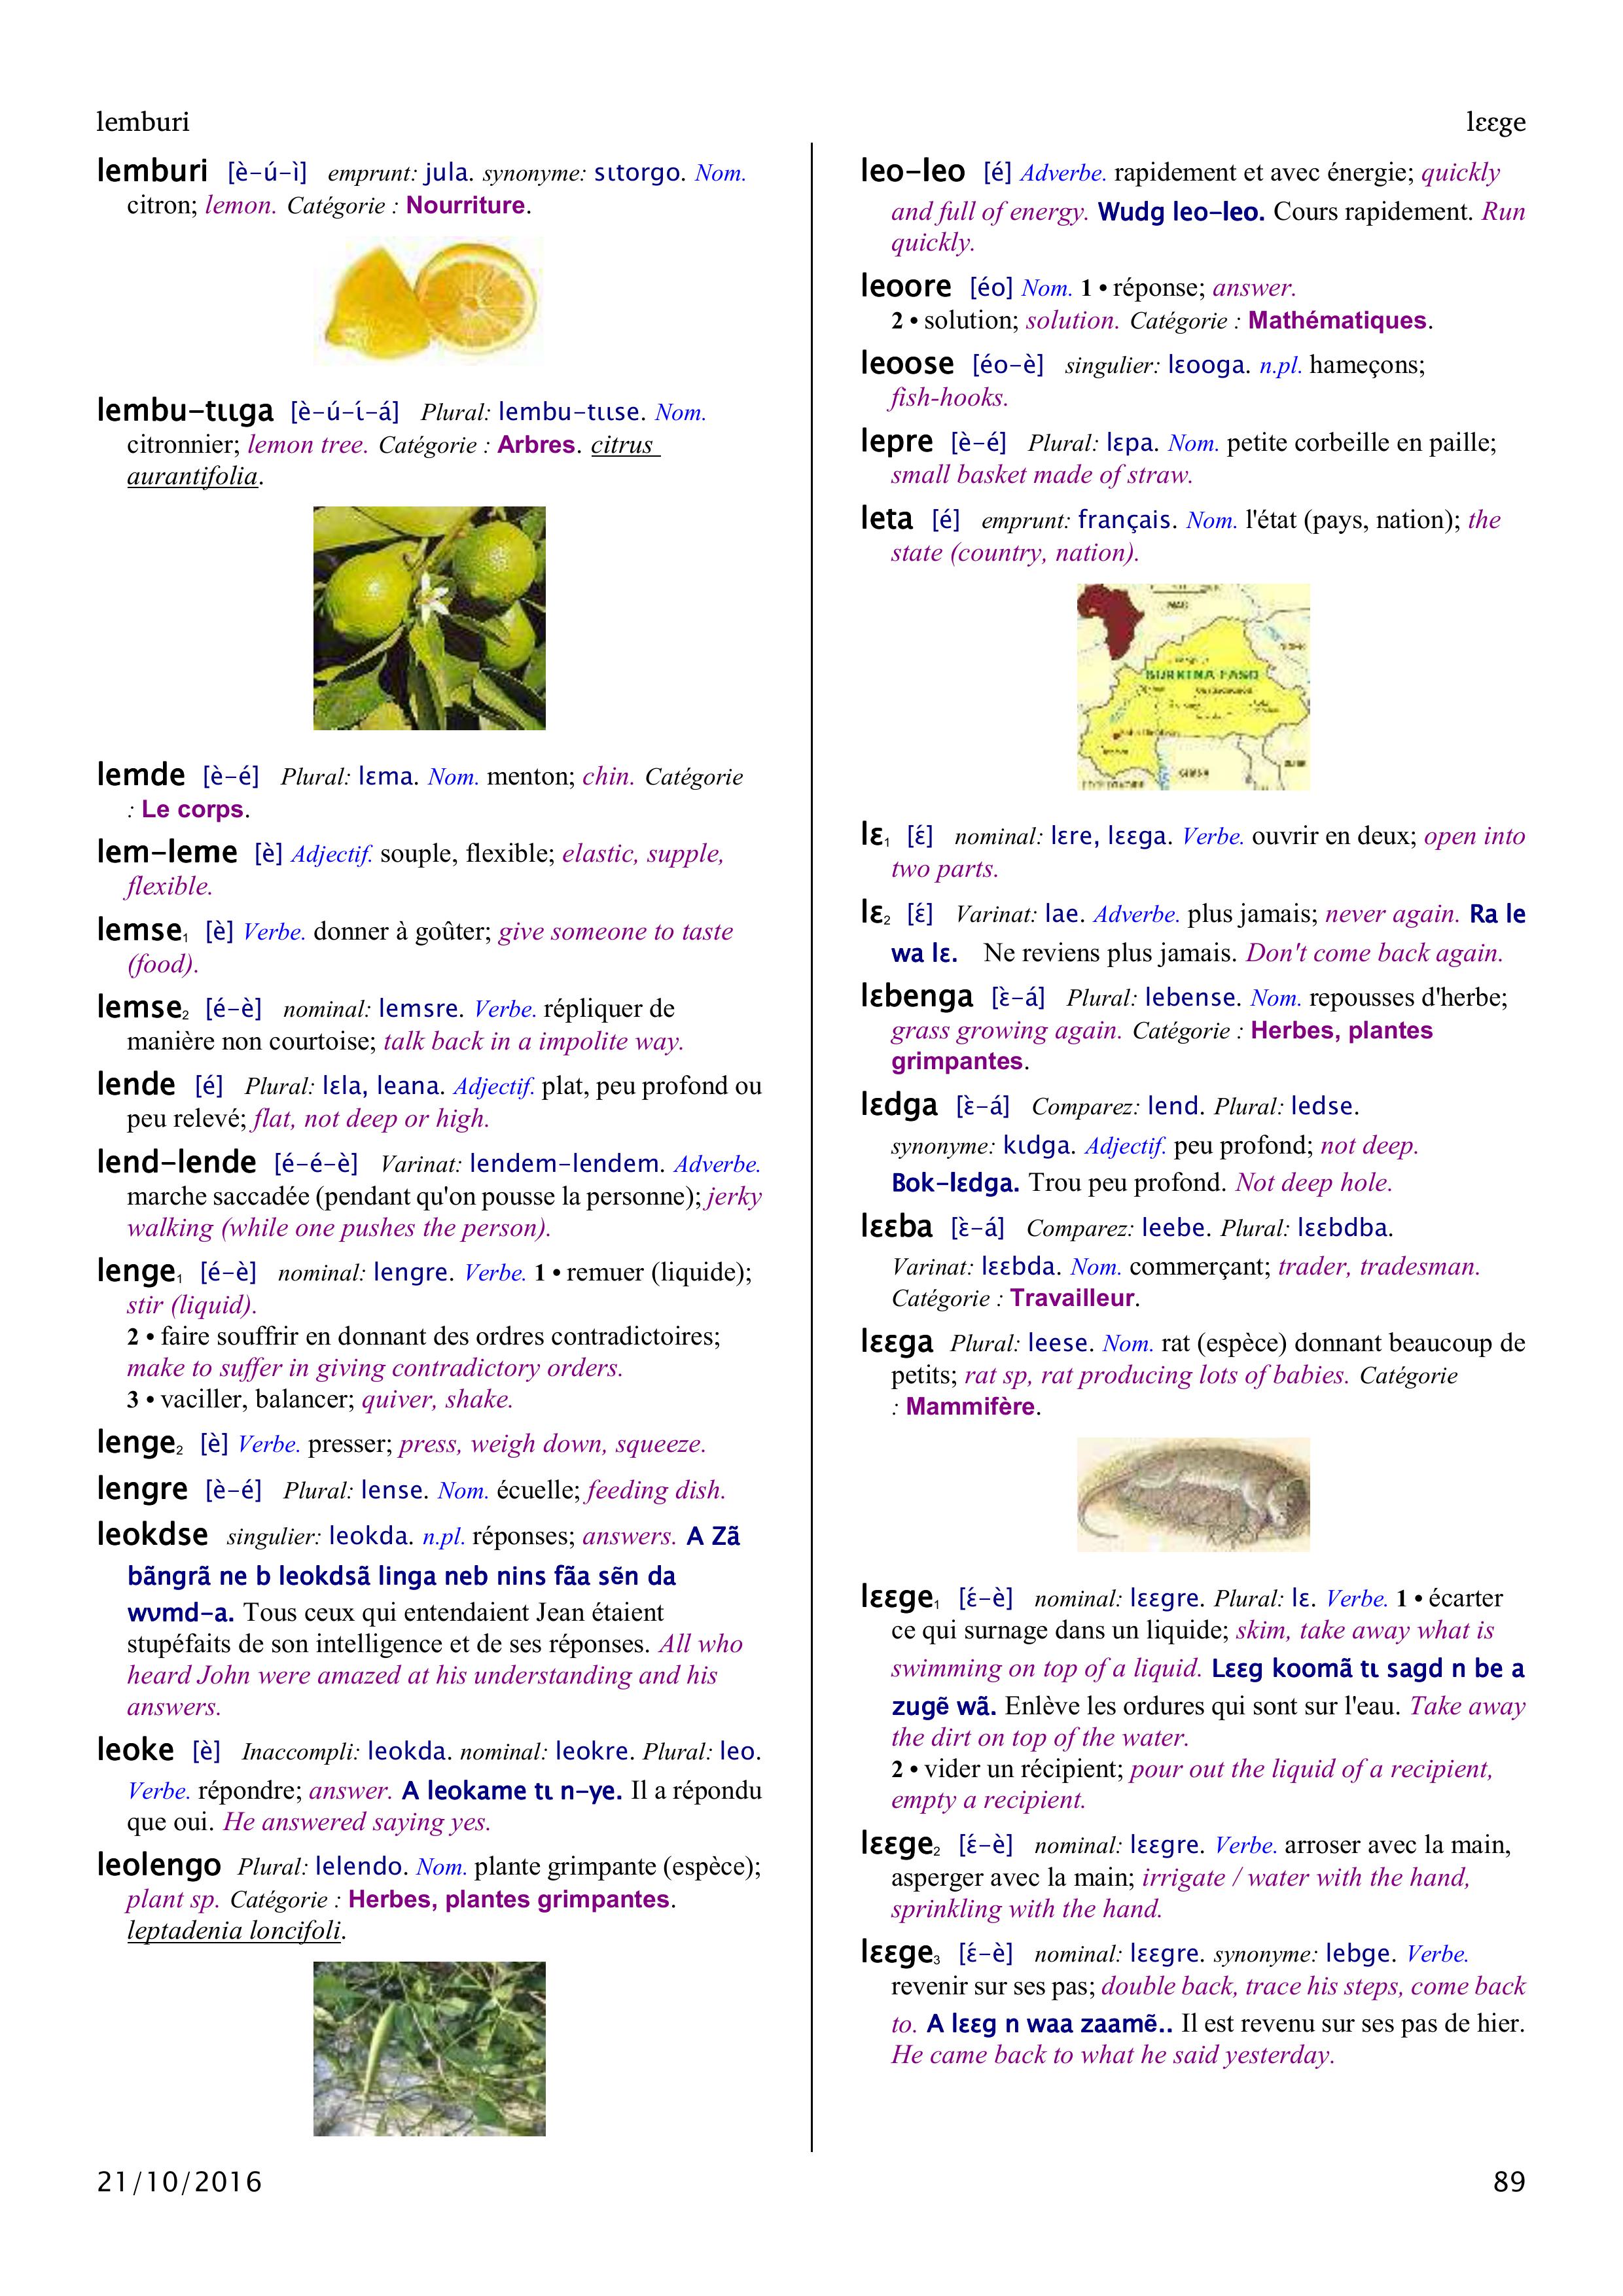 lemburi
lɛɛge
lemburi [è–ú–ì] emprunt: jula. synonyme: sɩtorgo. Nom.
citron; lemon. Catégorie : Nourriture.
lembu–tɩɩga [è–ú–ɩ́–á] Plural: lembu–tɩɩse. Nom.
citronnier; lemon tree. Catégorie : Arbres. citrus
aurantifolia.
lemde [è–é] Plural: lɛma. Nom. menton; chin. Catégorie
: Le corps.
lem–leme [è] Adjectif. souple, flexible; elastic, supple,
flexible.
lemse₁ [è] Verbe. donner à goûter; give someone to taste
(food).
lemse₂ [é–è] nominal: lemsre. Verbe. répliquer de
manière non courtoise; talk back in a impolite way.
lende [é] Plural: lɛla, leana. Adjectif. plat, peu profond ou
peu relevé; flat, not deep or high.
lend–lende [é–é–è] Varinat: lendem–lendem. Adverbe.
marche saccadée (pendant qu'on pousse la personne); jerky
walking (while one pushes the person).
lenge₁ [é–è] nominal: lengre. Verbe. 1 • remuer (liquide);
stir (liquid).
2 • faire souffrir en donnant des ordres contradictoires;
make to suffer in giving contradictory orders.
3 • vaciller, balancer; quiver, shake.
lenge₂ [è] Verbe. presser; press, weigh down, squeeze.
lengre [è–é] Plural: lense. Nom. écuelle; feeding dish.
leokdse singulier: leokda. n.pl. réponses; answers. A Zã
bãngrã ne b leokdsã linga neb nins fãa sẽn da
wʋmd–a. Tous ceux qui entendaient Jean étaient
stupéfaits de son intelligence et de ses réponses. All who
heard John were amazed at his understanding and his
answers.
leoke [è] Inaccompli: leokda. nominal: leokre. Plural: leo.
Verbe. répondre; answer. A leokame tɩ n–ye. Il a répondu
que oui. He answered saying yes.
leolengo Plural: lelendo. Nom. plante grimpante (espèce);
plant sp. Catégorie : Herbes, plantes grimpantes.
leptadenia loncifoli.
leo–leo [é] Adverbe. rapidement et avec énergie; quickly
and full of energy. Wudg leo–leo. Cours rapidement. Run
quickly.
leoore [éo] Nom. 1 • réponse; answer.
2 • solution; solution. Catégorie : Mathématiques.
leoose [éo–è] singulier: lɛooga. n.pl. hameçons;
fish-hooks.
lepre [è–é] Plural: lɛpa. Nom. petite corbeille en paille;
small basket made of straw.
leta [é] emprunt: français. Nom. l'état (pays, nation); the
state (country, nation).
BURKINA FASO
lɛ₁ [ɛ́] nominal: lɛre, lɛɛga. Verbe. ouvrir en deux; open into
two parts.
lɛ₂ [ɛ́] Varinat: lae. Adverbe. plus jamais; never again. Ra le
wa lɛ. Ne reviens plus jamais. Don't come back again.
lɛbenga [ɛ̀–á] Plural: lebense. Nom. repousses d'herbe;
grass growing again. Catégorie : Herbes, plantes
grimpantes.
lɛdga [ɛ̀–á] Comparez: lend. Plural: ledse.
synonyme: kɩdga. Adjectif. peu profond; not deep.
Bok–lɛdga. Trou peu profond. Not deep hole.
lɛɛba [ɛ̀–á] Comparez: leebe. Plural: lɛɛbdba.
Varinat: lɛɛbda. Nom. commerçant; trader, tradesman.
Catégorie : Travailleur.
lɛɛga Plural: leese. Nom. rat (espèce) donnant beaucoup de
petits; rat sp, rat producing lots of babies. Catégorie
: Mammifère.
lɛɛge₁ [ɛ́–è] nominal: lɛɛgre. Plural: lɛ. Verbe. 1 • écarter
ce qui surnage dans un liquide; skim, take away what is
swimming on top of a liquid. Lɛɛg koomã tɩ sagd n be a
zugẽ wã. Enlève les ordures qui sont sur l'eau. Take away
the dirt on top of the water.
2 • vider un récipient; pour out the liquid of a recipient,
empty a recipient.
lɛɛge₂ [ɛ́–è] nominal: lɛɛgre. Verbe. arroser avec la main,
asperger avec la main; irrigate / water with the hand,
sprinkling with the hand.
lɛɛge₃ [ɛ́–è] nominal: lɛɛgre. synonyme: lebge. Verbe.
revenir sur ses pas; double back, trace his steps, come back
to. A lɛɛg n waa zaamẽ.. Il est revenu sur ses pas de hier.
He came back to what he said yesterday.
21/10/2016
89